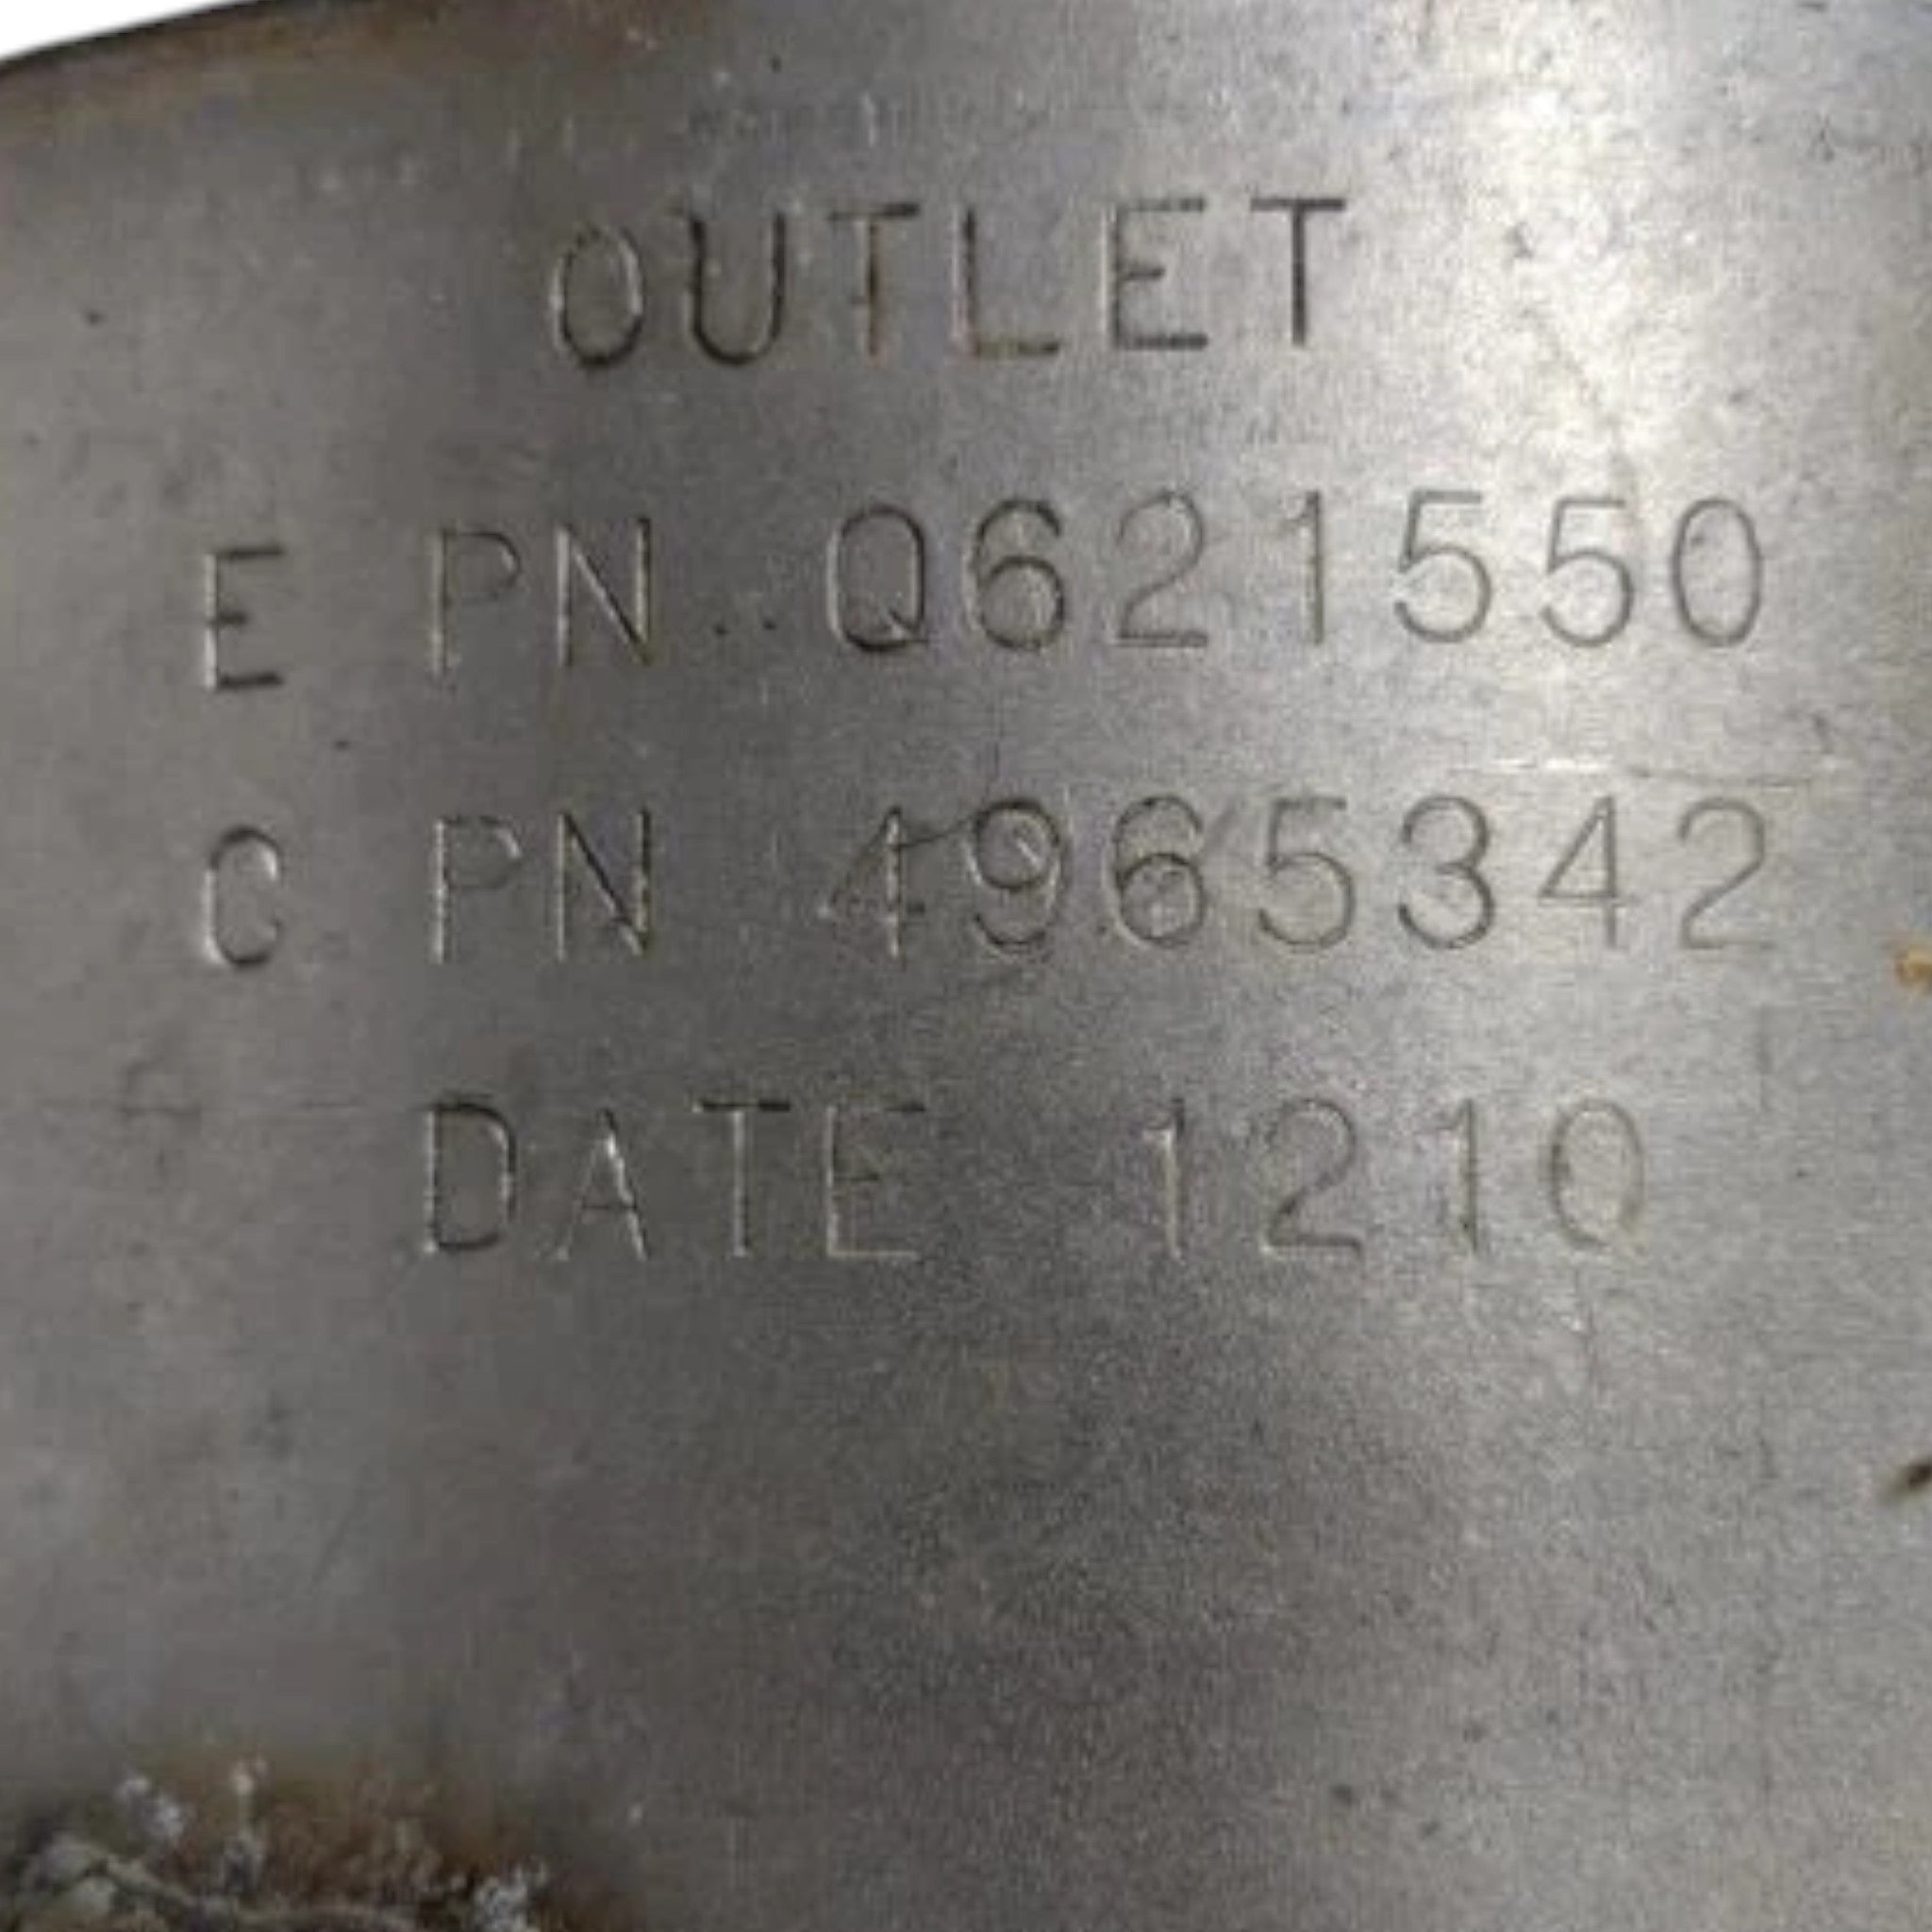 OUTLET
E PN Q621550
C PN 4965342
DATE 1210